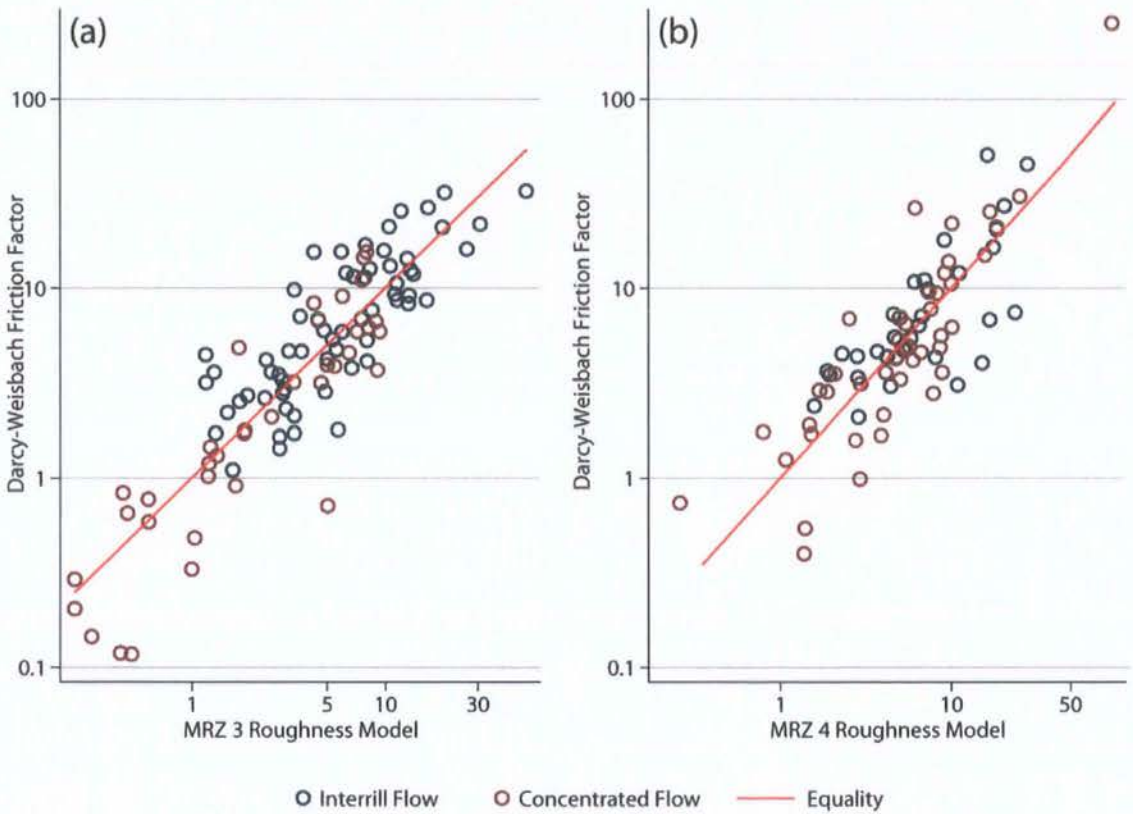 (a)
Darcy-Weisbach Friction Factor
100
10
1
0.1
1 5 10 30
MRZ 3 Roughness Model
(b)
Darcy-Weisbach Friction Factor
100
10
1
0.1
1 10 50
MRZ 4 Roughness Model
Interrill Flow Concentrated Flow Equality